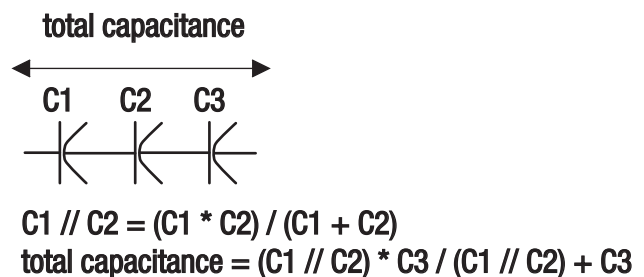 total capacitance
C1 C2 C3
C1 // C2 = (C1 * C2) / (C1 + C2)
total capacitance = (C1 // C2) * C3 / (C1 // C2) + C3